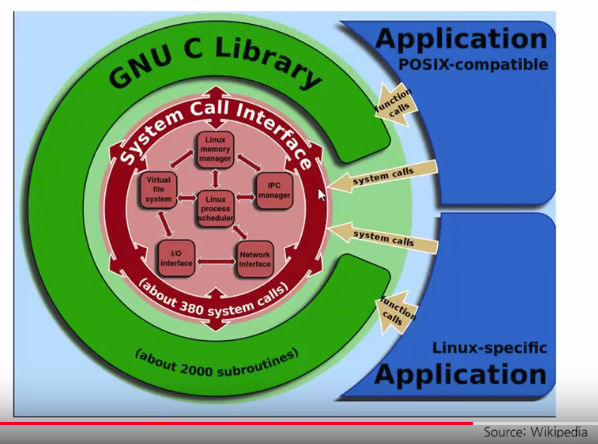 GNU C Library
System Call Interface
Linux
memory
manager
Virtual
file
system
IPC
manager
Linux
process
scheduler
I/O
interface
Network
interface
(about 380 system calls)
(about 2000 subroutines)
Application
POSIX-compatible
function
calls
system calls
system calls
function
calls
Linux-specific
Application
Source: Wikipedia